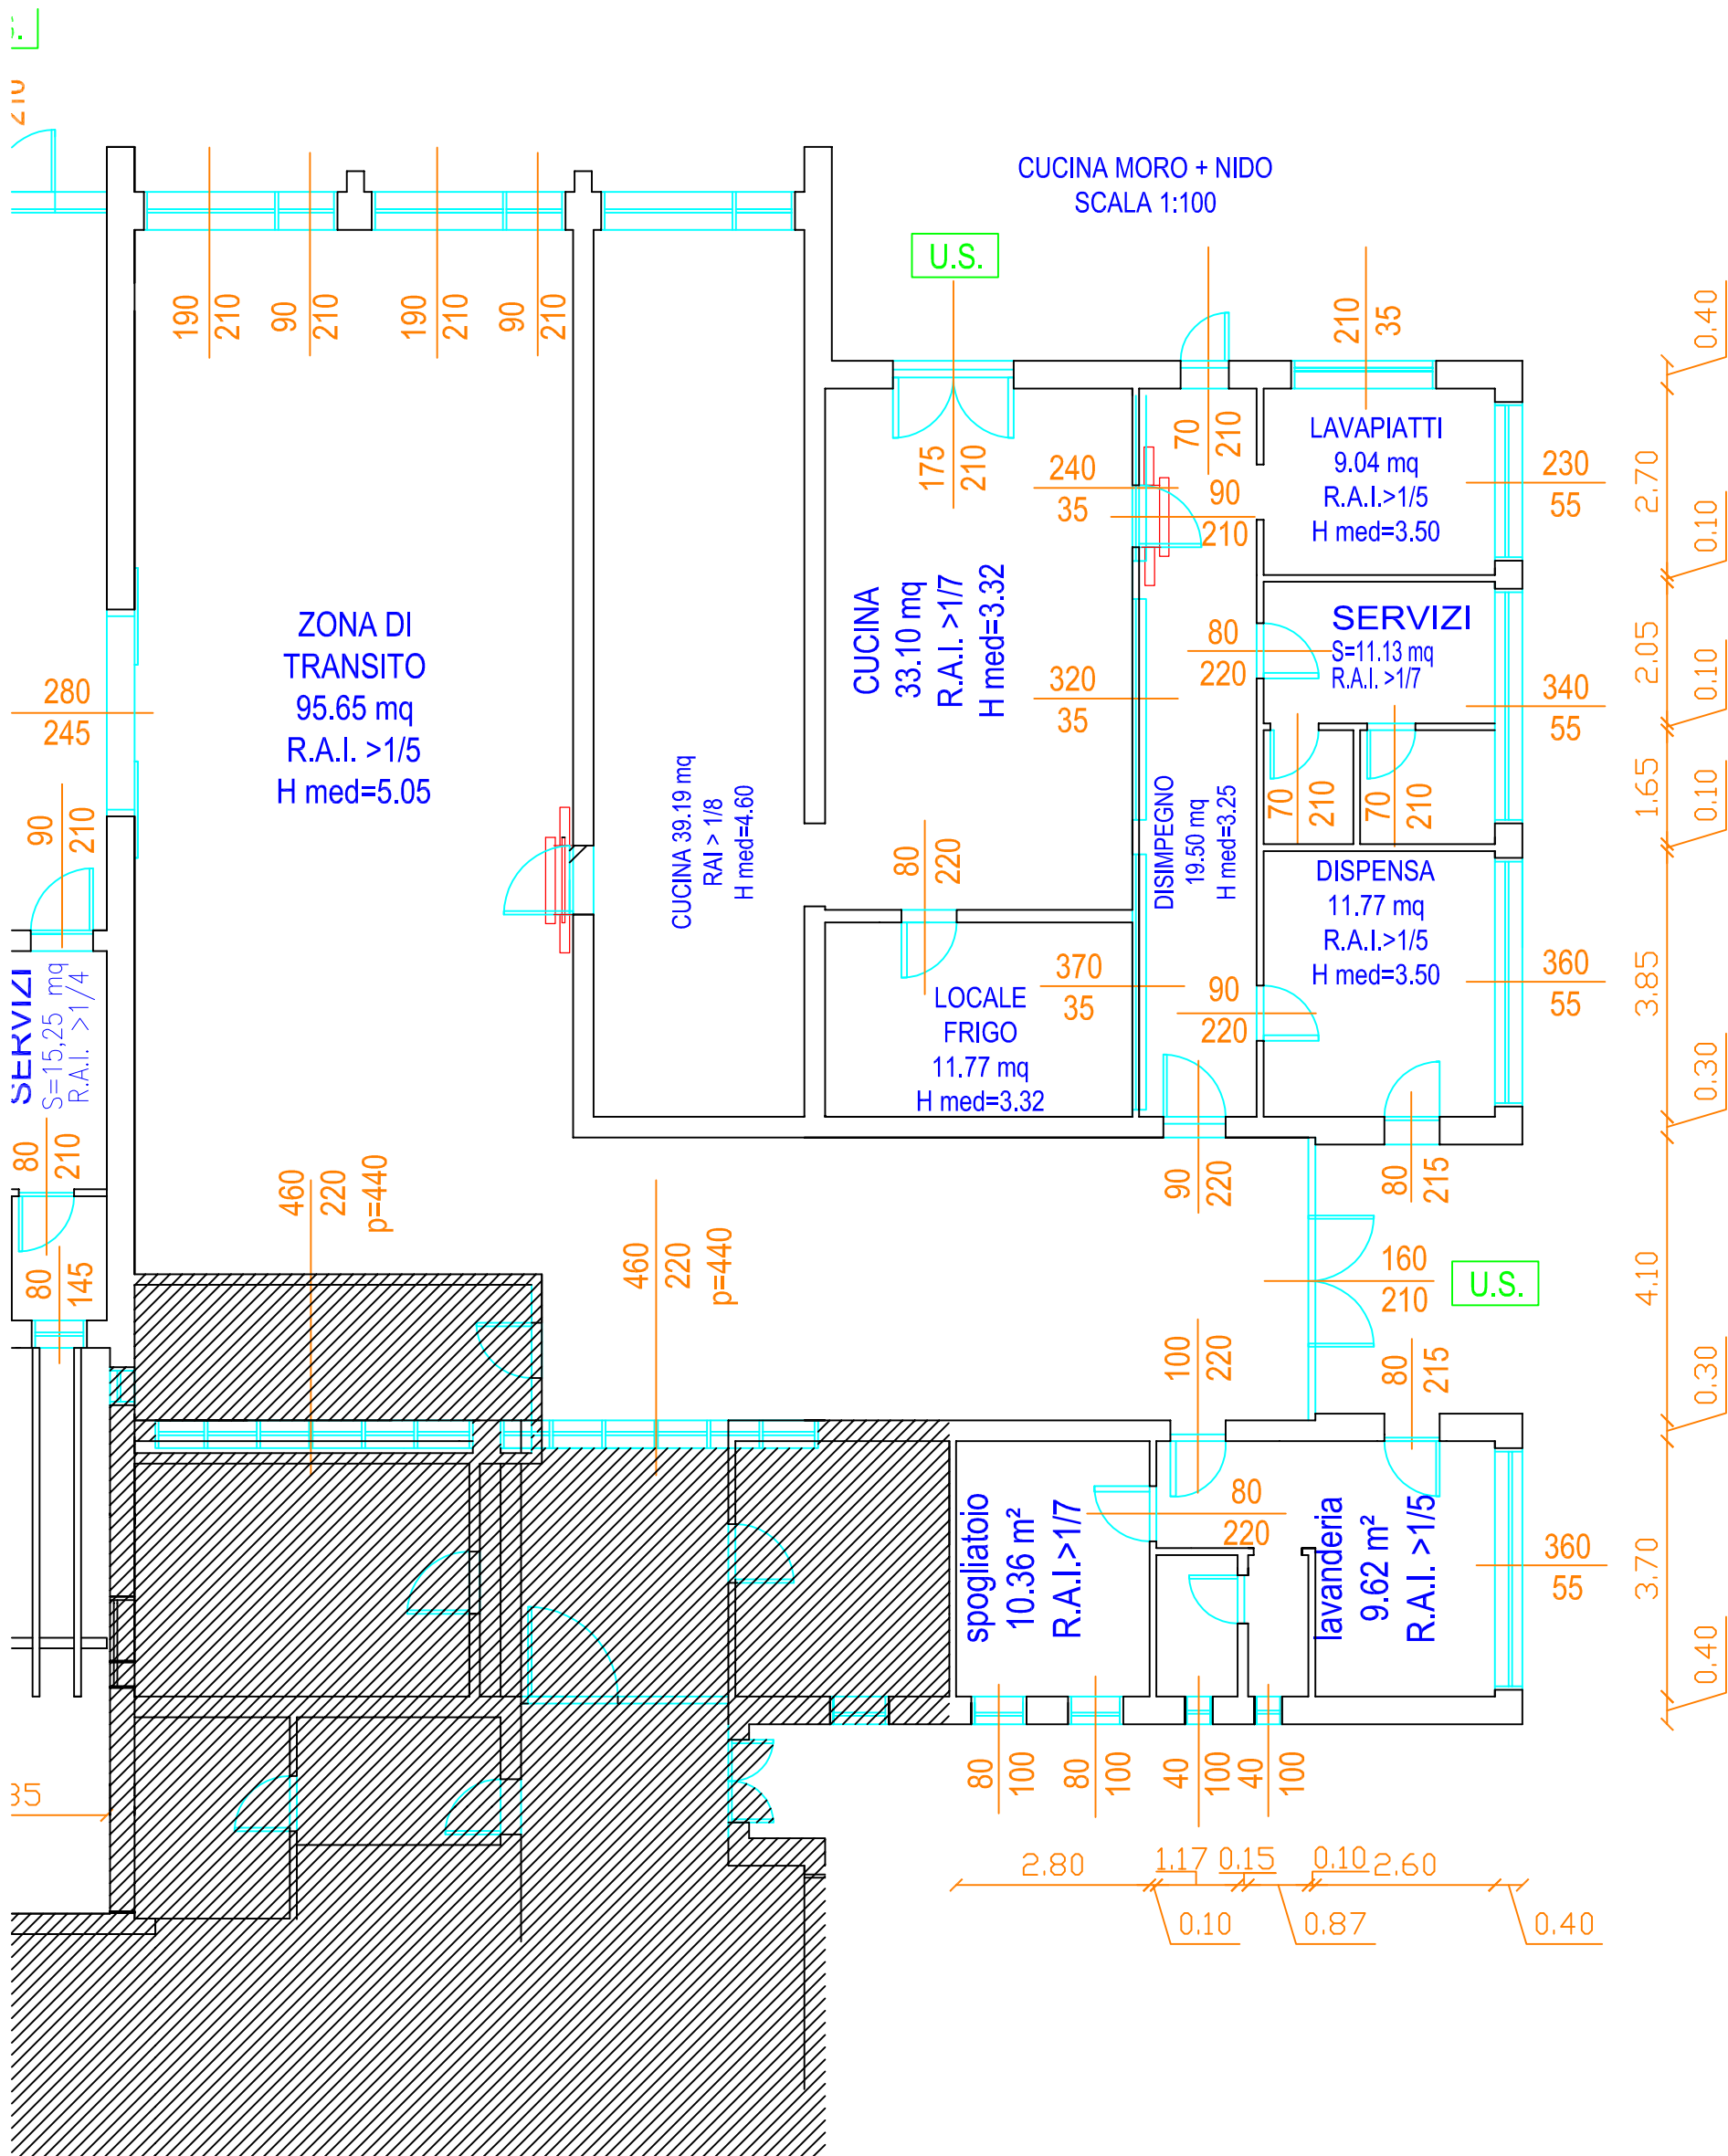 CUCINA MORO + NIDO
SCALA 1:100
U.S.
210
190
210
90
210
190
210
90
210
175
210
70
210
210
35
0.40
2.70
0.10
2.05
0.10
1.65
0.10
3.85
0.30
4.10
0.30
3.70
0.40
LAVAPIATTI
9.04 mq
R.A.I.>1/5
H med=3.50
230
55
240
35
90
210
ZONA DI
TRANSITO
95.65 mq
R.A.I. >1/5
H med=5.05
CUCINA
33.10 mq
R.A.I. >1/7
H med=3.32
SERVIZI
S=11.13 mq
R.A.I. >1/7
80
220
320
35
340
55
280
245
90
210
70
210
70
210
CUCINA 39.19 mq
RAI > 1/8
H med=4.60
80
220
DISIMPEGNO
19.50 mq
H med=3.25
DISPENSA
11.77 mq
R.A.I.>1/5
H med=3.50
360
55
SERVIZI
S=15,25 mq
R.A.I. >1/4
LOCALE
FRIGO
11.77 mq
H med=3.32
370
35
90
220
80
210
80
145
460
220
p=440
460
220
p=440
90
220
80
215
160
210
U.S.
100
220
80
215
spogliatoio
10.36 m²
R.A.I.>1/7
80
220
lavanderia
9.62 m²
R.A.I. >1/5
360
55
80
100
80
100
40
100
40
100
2.80
1.17
0.15
0.10
2.60
0.10
0.87
0.40